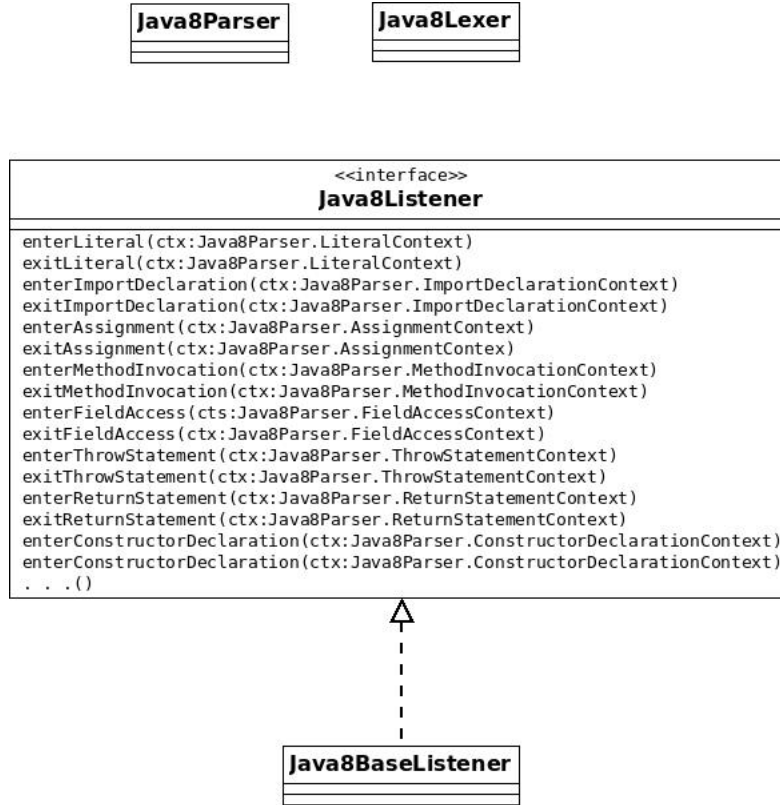 Java8Parser
Java8Lexer
<<interface>>
Java8Listener
enterLiteral(ctx:Java8Parser.LiteralContext)
exitLiteral(ctx:Java8Parser.LiteralContext)
enterImportDeclaration(ctx:Java8Parser.ImportDeclarationContext)
exitImportDeclaration(ctx:Java8Parser.ImportDeclarationContext)
enterAssignment(ctx:Java8Parser.AssignmentContext)
exitAssignment(ctx:Java8Parser.AssignmentContex)
enterMethodInvocation(ctx:Java8Parser.MethodInvocationContext)
exitMethodInvocation(ctx:Java8Parser.MethodInvocationContext)
enterFieldAccess(cts:Java8Parser.FieldAccessContext)
exitFieldAccess(ctx:Java8Parser.FieldAccessContext)
enterThrowStatement(ctx:Java8Parser.ThrowStatementContext)
exitThrowStatement(ctx:Java8Parser.ThrowStatementContext)
enterReturnStatement(ctx:Java8Parser.ReturnStatementContext)
exitReturnStatement(ctx:Java8Parser.ReturnStatementContext)
enterConstructorDeclaration(ctx:Java8Parser.ConstructorDeclarationContext)
enterConstructorDeclaration(ctx:Java8Parser.ConstructorDeclarationContext)
. . .()
Java8BaseListener